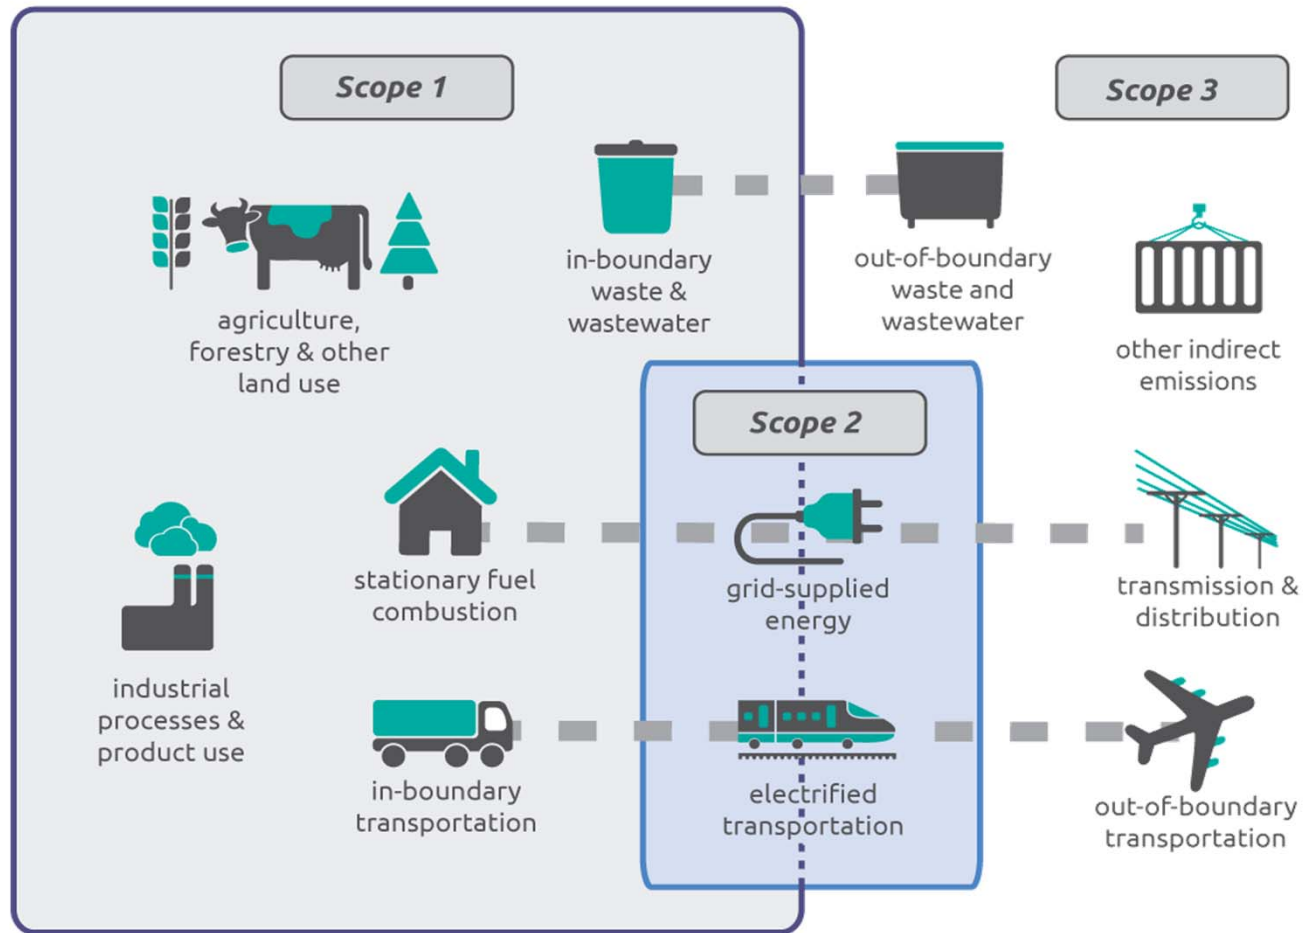 Scope 1
Scope 3
in-boundary
waste &
wastewater
out-of-boundary
waste and
wastewater
agriculture,
forestry & other
land use
other indirect
emissions
Scope 2
stationary fuel
combustion
grid-supplied
energy
transmission &
distribution
industrial
processes &
product use
in-boundary
transportation
electrified
transportation
out-of-boundary
transportation